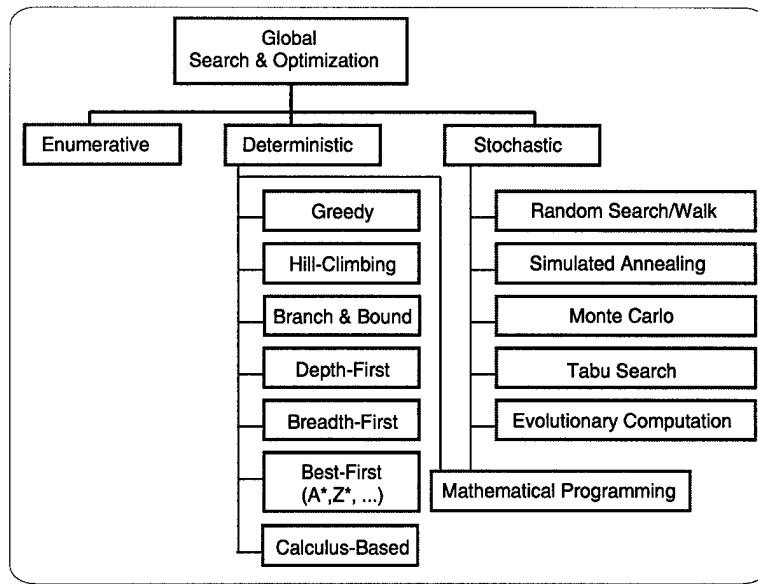 Global
Search & Optimization
Enumerative
Deterministic
Stochastic
Greedy
Hill-Climbing
Branch & Bound
Depth-First
Breadth-First
Best-First
(A*,Z*, ...)
Calculus-Based
Random Search/Walk
Simulated Annealing
Monte Carlo
Tabu Search
Evolutionary Computation
Mathematical Programming